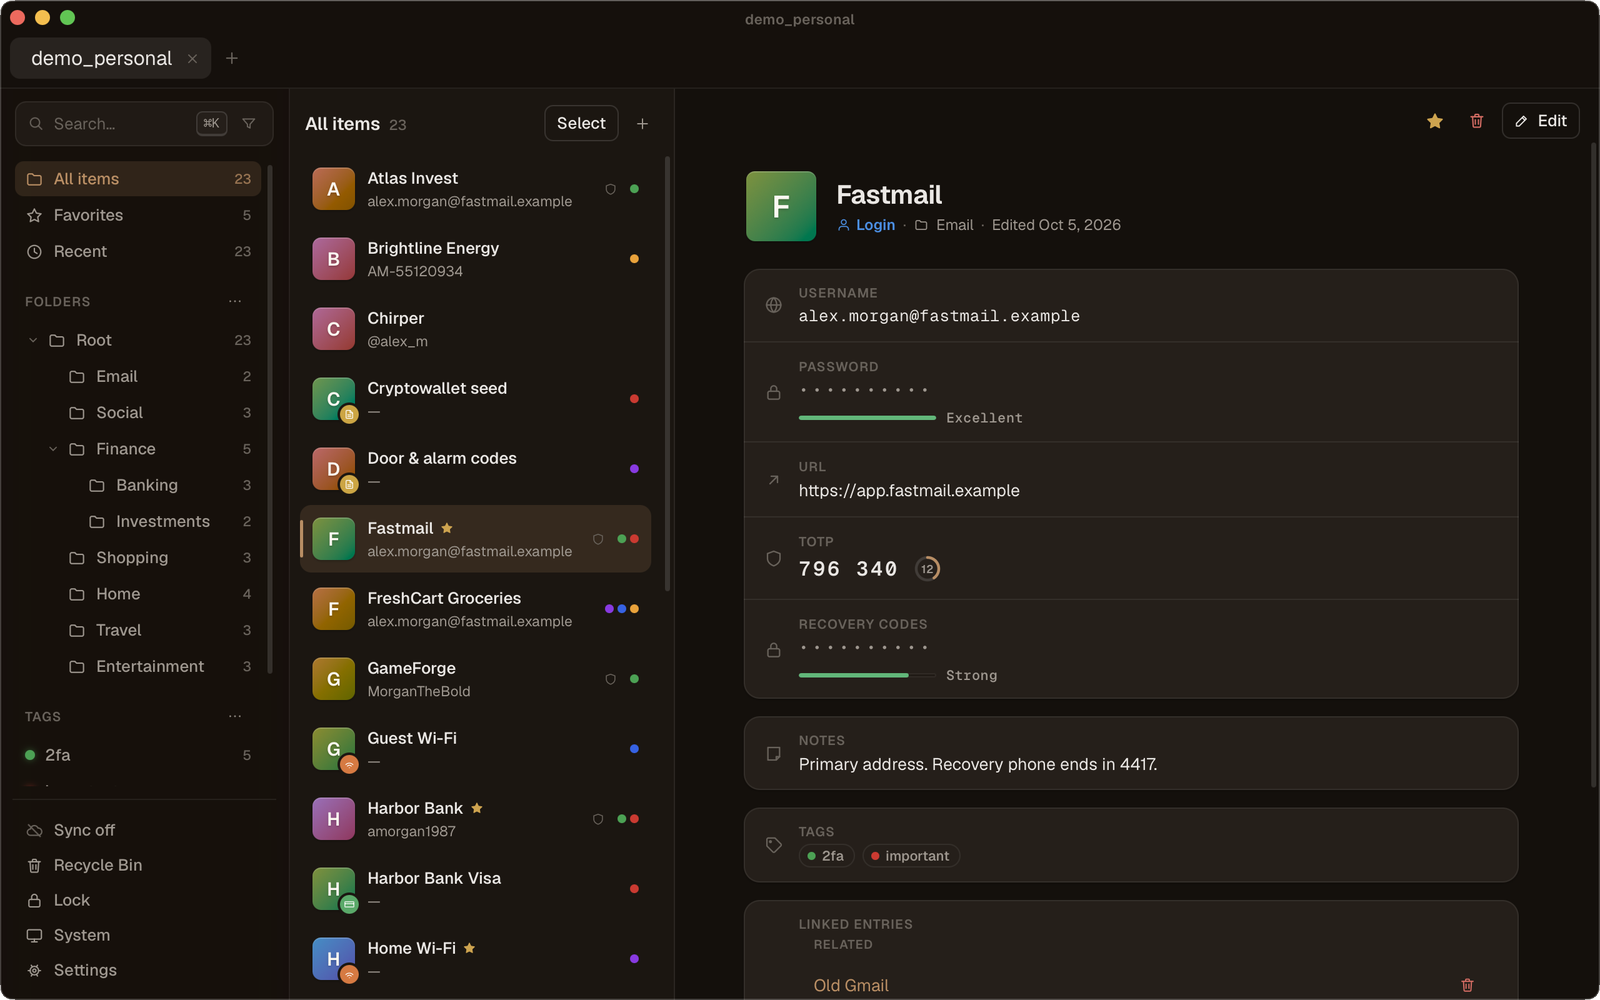 demo_personal
demo_personal
Search...
⌘K
All items 23
Favorites 5
Recent 23
FOLDERS
Root 23
Email 2
Social 3
Finance 5
Banking 3
Investments 2
Shopping 3
Home 4
Travel 3
Entertainment 3
TAGS
2fa 5
Sync off
Recycle Bin
Lock
System
Settings
All items 23
Select
A
Atlas Invest
alex.morgan@fastmail.example
B
Brightline Energy
AM-55120934
C
Chirper
@alex_m
C
Cryptowallet seed
—
D
Door & alarm codes
—
F
Fastmail
alex.morgan@fastmail.example
F
FreshCart Groceries
alex.morgan@fastmail.example
G
GameForge
MorganTheBold
G
Guest Wi-Fi
—
H
Harbor Bank
amorgan1987
H
Harbor Bank Visa
—
H
Home Wi-Fi
—
Edit
F
Fastmail
Login · Email · Edited Oct 5, 2026
USERNAME
alex.morgan@fastmail.example
PASSWORD
• • • • • • • • • •
Excellent
URL
https://app.fastmail.example
TOTP
796 340 12
RECOVERY CODES
• • • • • • • • • •
Strong
NOTES
Primary address. Recovery phone ends in 4417.
TAGS
2fa important
LINKED ENTRIES
RELATED
Old Gmail